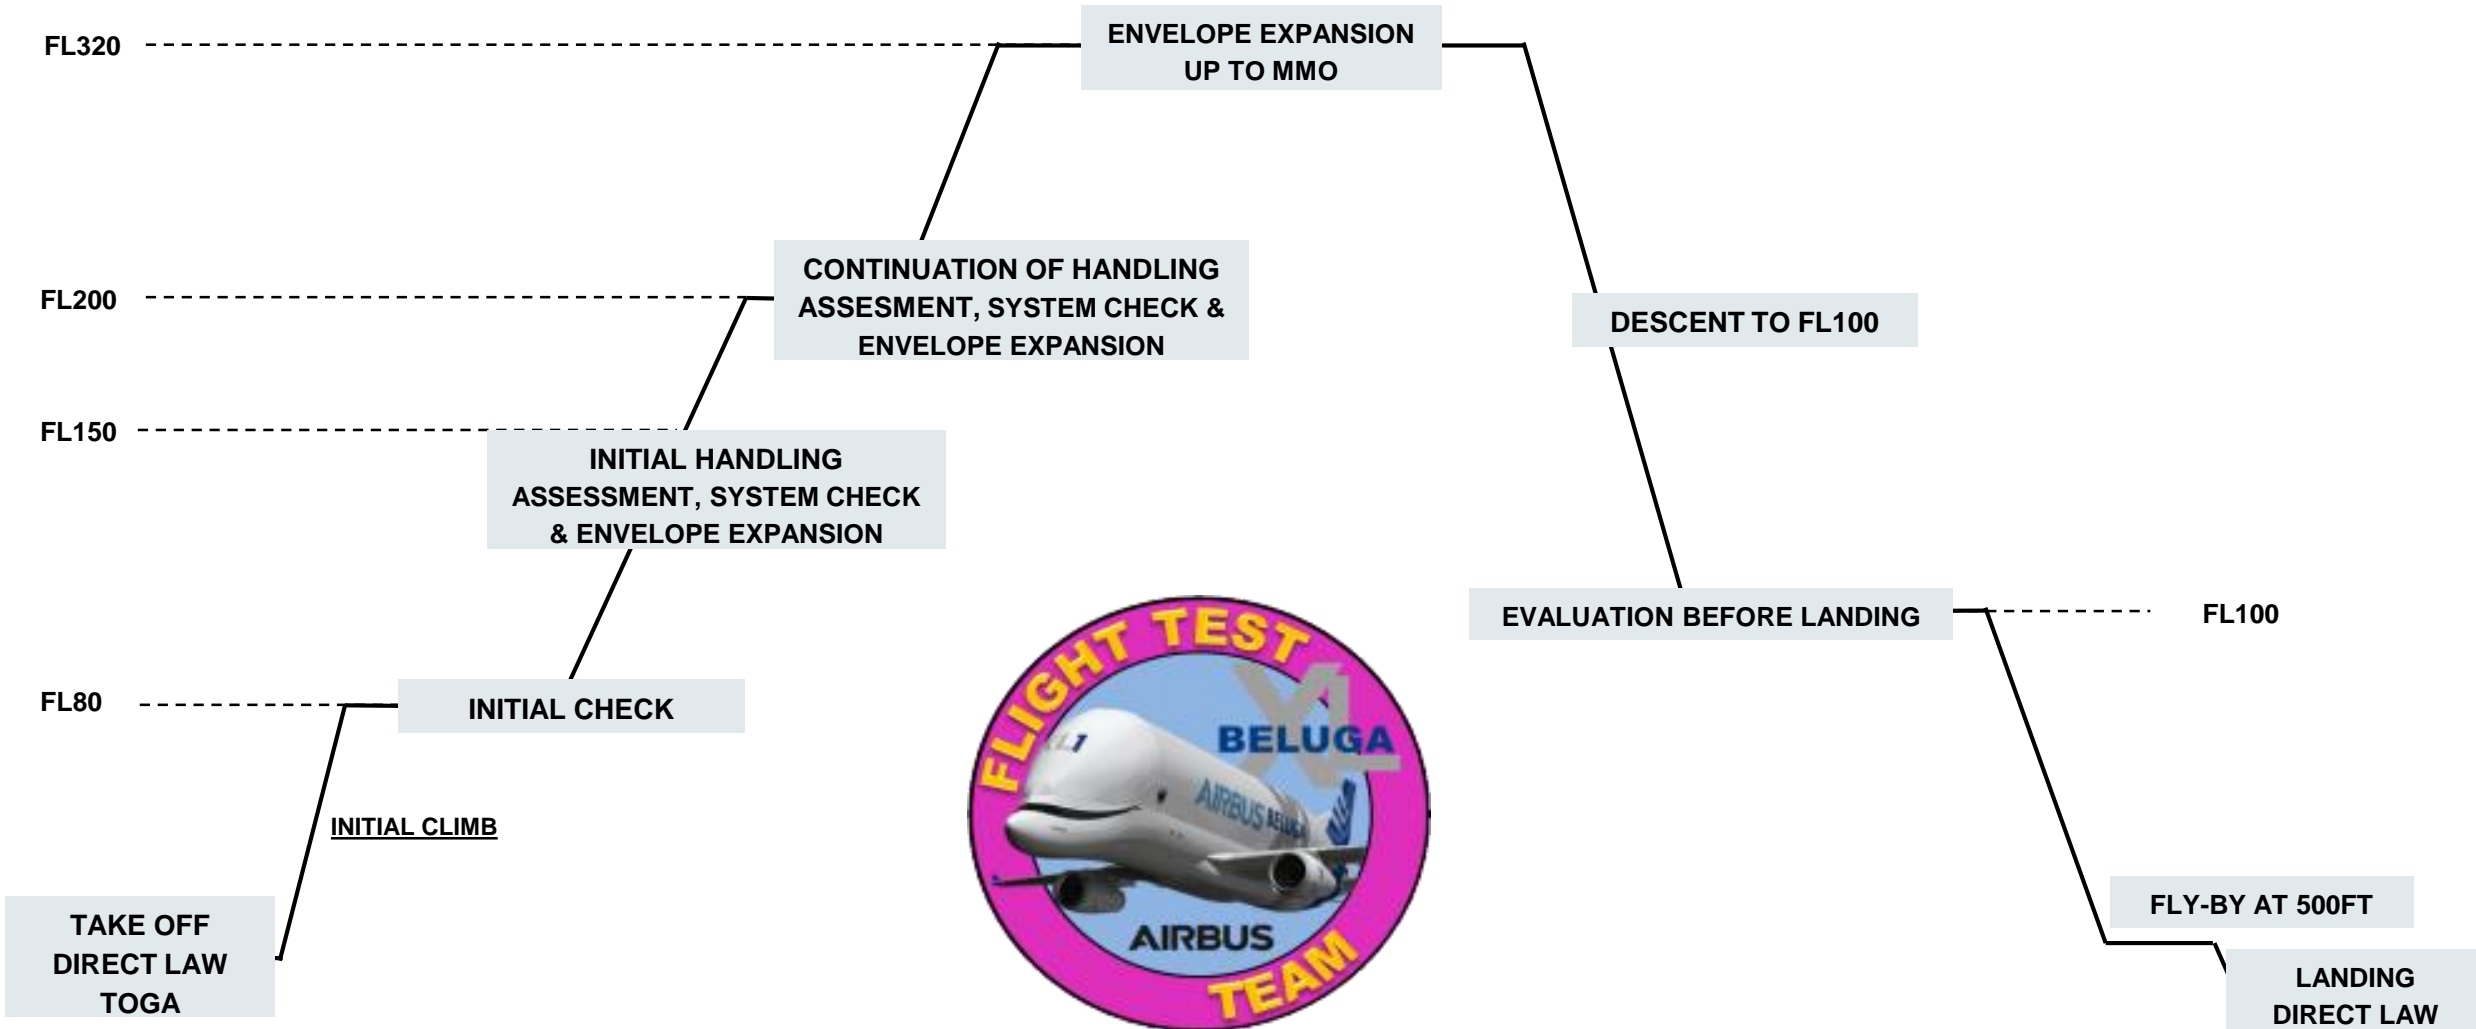 FL320
ENVELOPE EXPANSION
UP TO MMO
FL200
CONTINUATION OF HANDLING
ASSESMENT, SYSTEM CHECK &
ENVELOPE EXPANSION
DESCENT TO FL100
FL150
INITIAL HANDLING
ASSESSMENT, SYSTEM CHECK
& ENVELOPE EXPANSION
EVALUATION BEFORE LANDING
FL100
FL80
INITIAL CHECK
INITIAL CLIMB
TAKE OFF
DIRECT LAW
TOGA
FLIGHT TEST
XL
BELUGA
AIRBUS BELUGA
AIRBUS
TEAM
FLY-BY AT 500FT
LANDING
DIRECT LAW